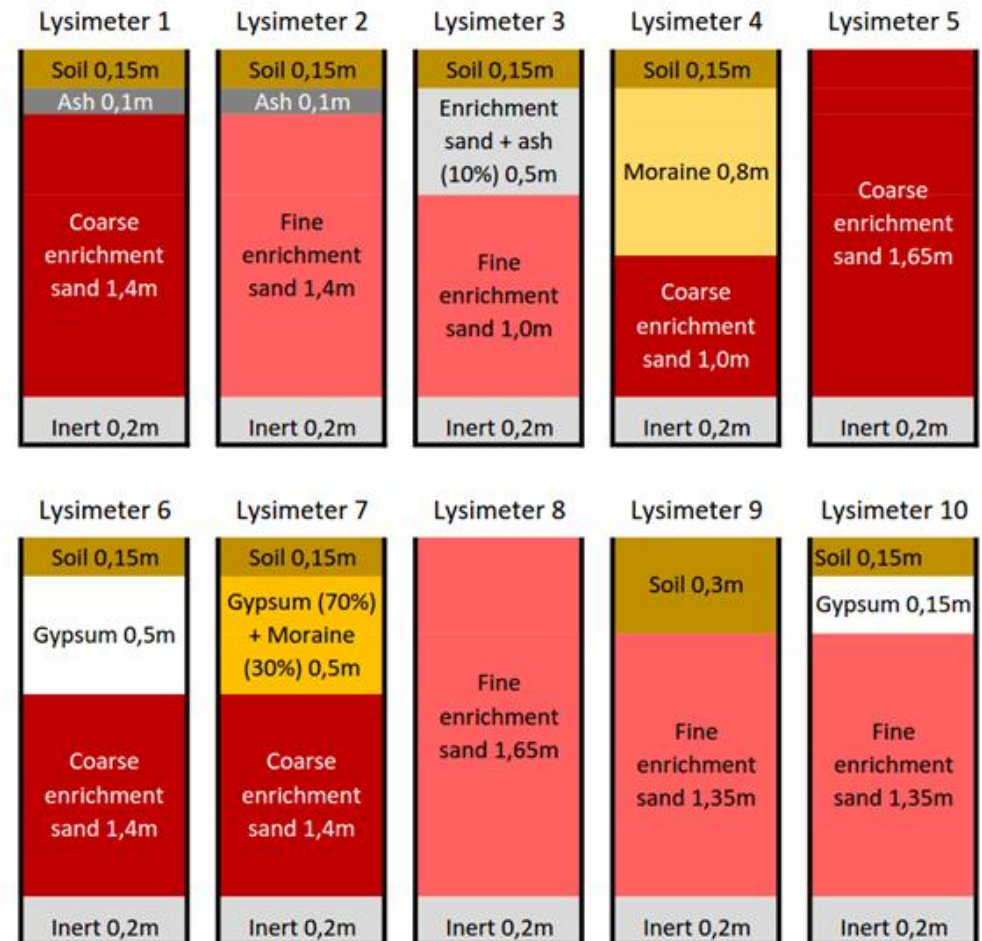 Lysimeter 1
Soil 0,15m
Ash 0,1m
Coarse
enrichment
sand 1,4m
Inert 0,2m
Lysimeter 2
Soil 0,15m
Ash 0,1m
Fine
enrichment
sand 1,4m
Inert 0,2m
Lysimeter 3
Soil 0,15m
Enrichment
sand + ash
(10%) 0,5m
Fine
enrichment
sand 1,0m
Inert 0,2m
Lysimeter 4
Soil 0,15m
Moraine 0,8m
Coarse
enrichment
sand 1,0m
Inert 0,2m
Lysimeter 5
Coarse
enrichment
sand 1,65m
Inert 0,2m
Lysimeter 6
Soil 0,15m
Gypsum 0,5m
Coarse
enrichment
sand 1,4m
Inert 0,2m
Lysimeter 7
Soil 0,15m
Gypsum (70%)
+ Moraine
(30%) 0,5m
Coarse
enrichment
sand 1,4m
Inert 0,2m
Lysimeter 8
Fine
enrichment
sand 1,65m
Inert 0,2m
Lysimeter 9
Soil 0,3m
Fine
enrichment
sand 1,35m
Inert 0,2m
Lysimeter 10
Soil 0,15m
Gypsum 0,15m
Fine
enrichment
sand 1,35m
Inert 0,2m